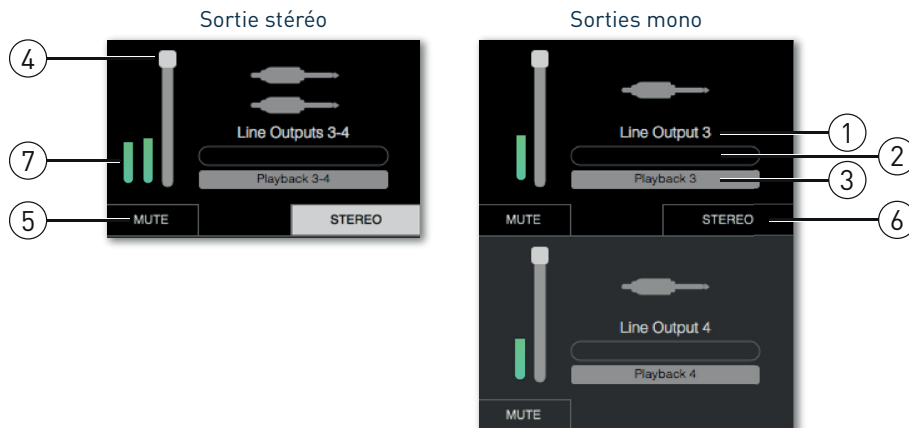 Sortie stéréo
Sorties mono
4
7
5
Line Outputs 3-4
Playback 3-4
MUTE
STEREO
Line Output 3
Playback 3
MUTE
STEREO
1
2
3
6
Line Output 4
Playback 4
MUTE